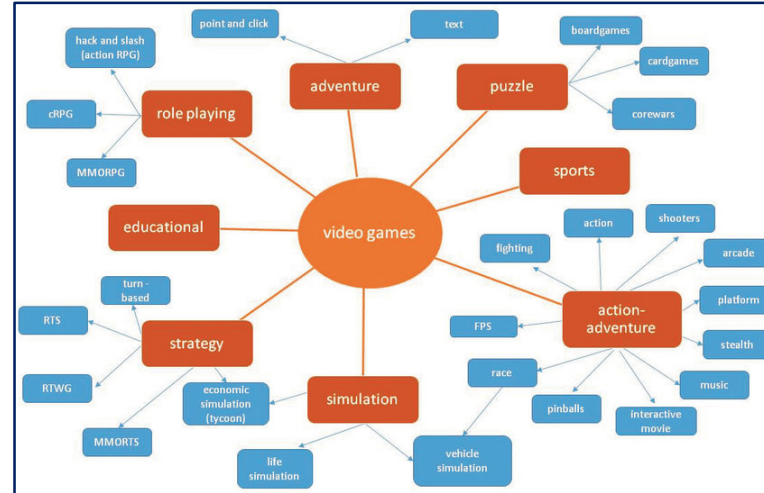 point and click
text
boardgames
hack and slash
(action RPG)
adventure
puzzle
cardgames
cRPG
role playing
corewars
MMORPG
sports
educational
video games
action
shooters
fighting
arcade
turn -
based
platform
RTS
FPS
action-
adventure
strategy
stealth
RTWG
economic
simulation
(tycoon)
simulation
race
music
pinballs
interactive
movie
MMORTS
life
simulation
vehicle
simulation